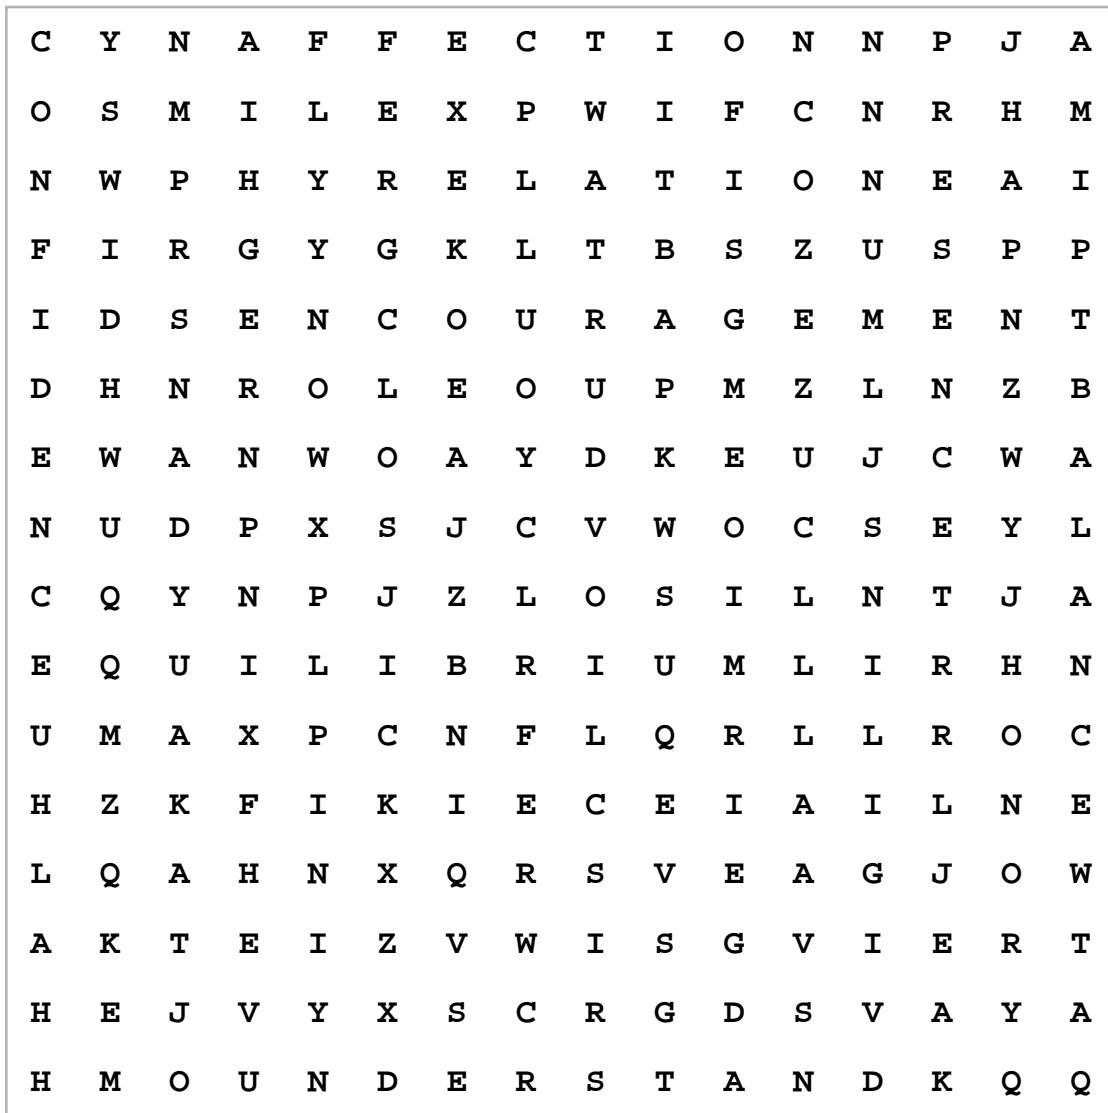 C Y N A F F E C T I O N N P J A
O S M I L E X P W I F C N R H M
N W P H Y R E L A T I O N E A I
F I R G Y G K L T B S Z U S P P
I D S E N C O U R A G E M E N T
D H N R O L E O U P M Z L N Z B
E W A N W O A Y D K E U J C W A
N U D P X S J C V W O C S E Y L
C Q Y N P J Z L O S I L N T J A
E Q U I L I B R I U M L I R H N
U M A X P C N F L Q R L L R O C
H Z K F I K I E C E I A I L N E
L Q A H N X Q R S V E A G J O W
A K T E I Z V W I S G V I E R T
H E J V Y X S C R G D S V A Y A
H M O U N D E R S T A N D K Q Q